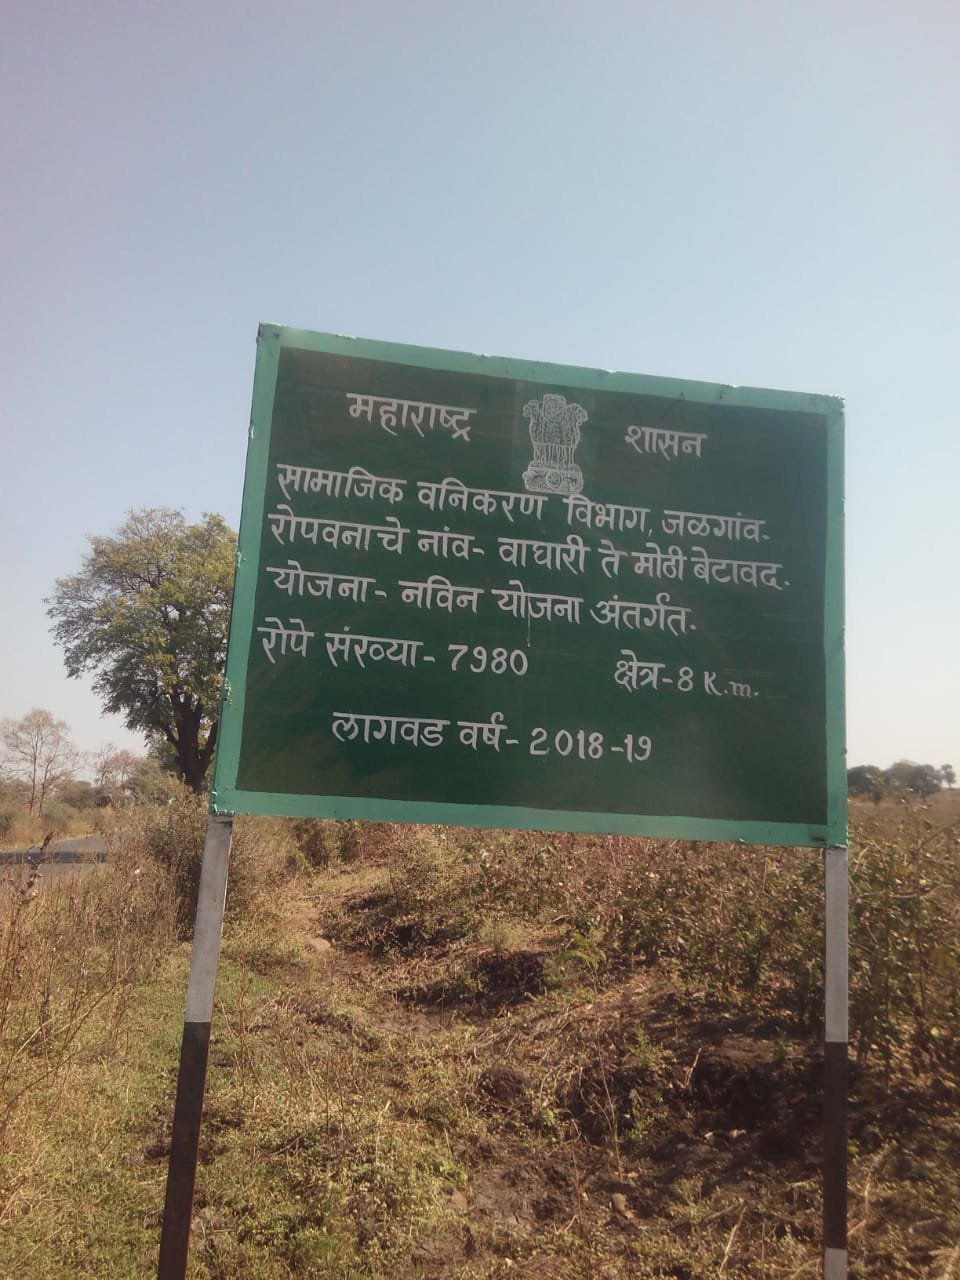 महाराष्ट्र शासन
सामाजिक वनिकरण विभाग, जळगांव.
रोपवनाचे नांव- वाघारी ते मोठी बेटावद.
योजना- नविन योजना अंतर्गत.
रोपे संख्या- 7980 क्षेत्र-8 K.m.
लागवड वर्ष- 2018-19